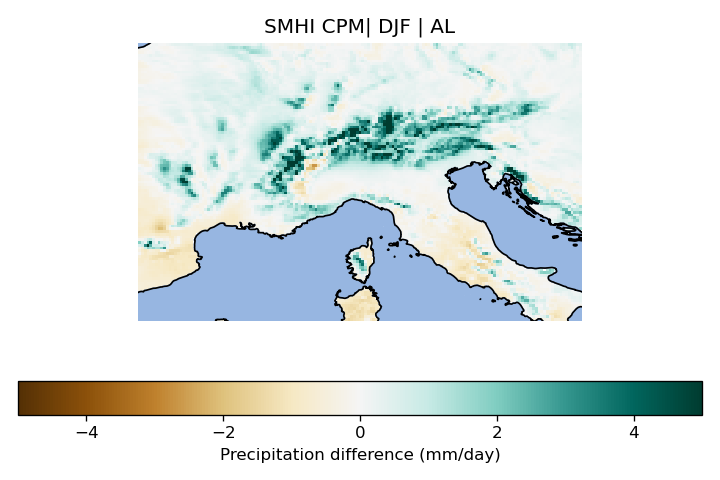 SMHI CPM| DJF | AL
−4 −2 0 2 4
Precipitation difference (mm/day)